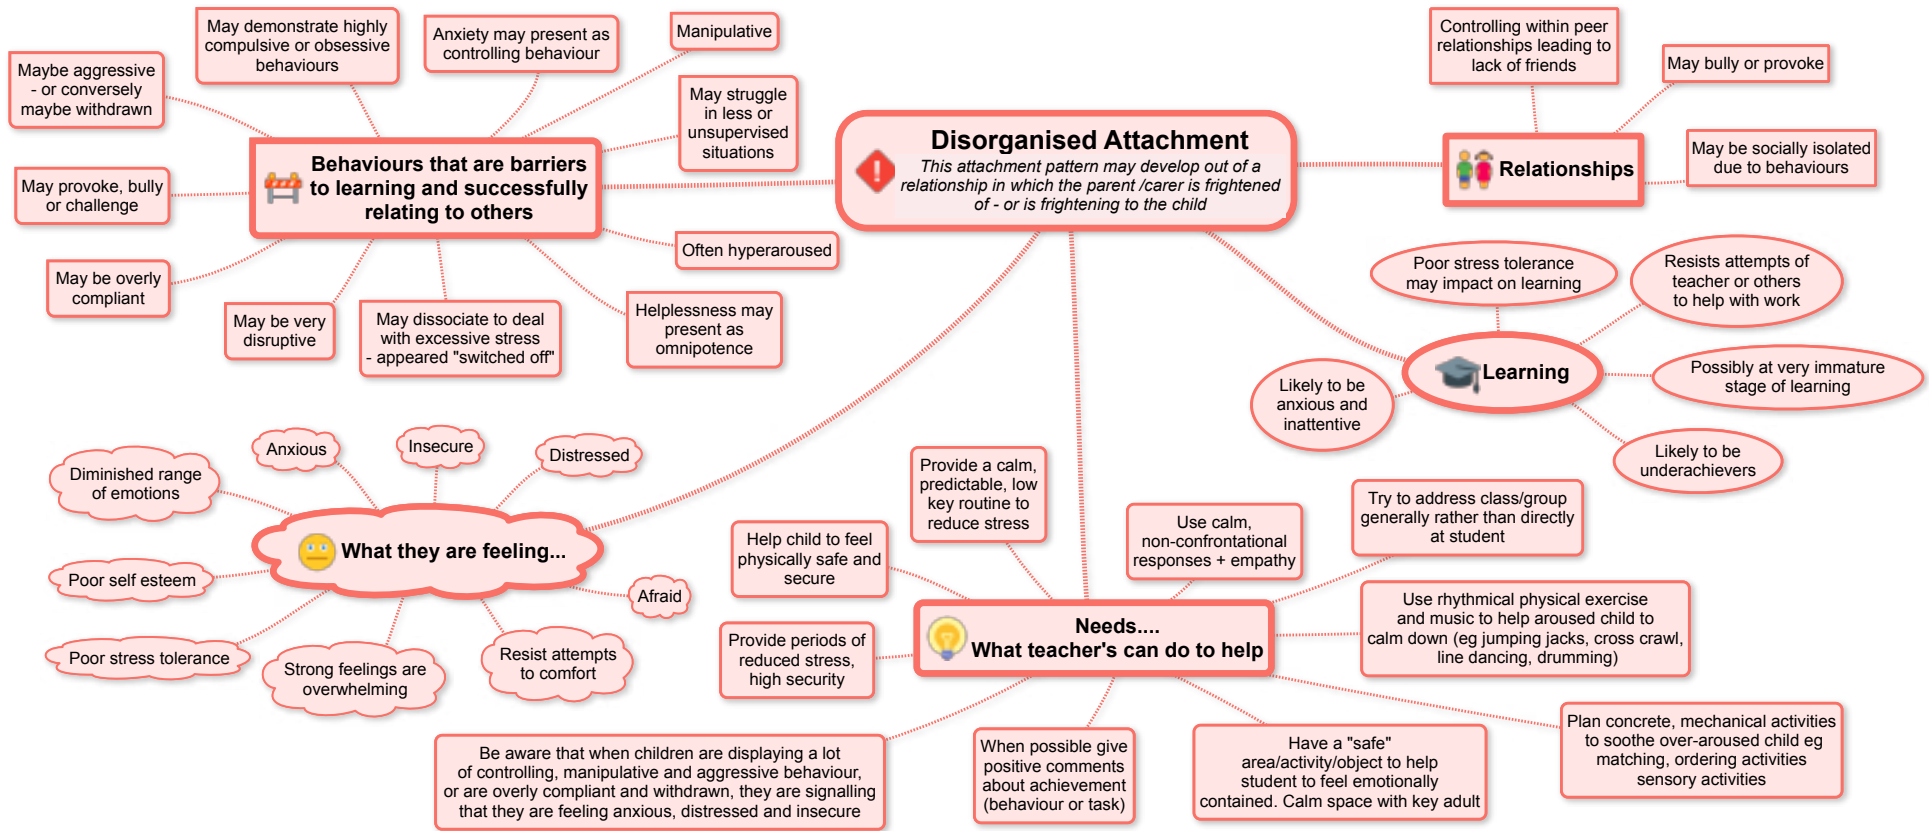 Disorganised Attachment
This attachment pattern may develop out of a
relationship in which the parent /carer is frightened
of - or is frightening to the child
Behaviours that are barriers
to learning and successfully
relating to others
Maybe aggressive
- or conversely
maybe withdrawn
May demonstrate highly
compulsive or obsessive
behaviours
Anxiety may present as
controlling behaviour
Manipulative
May struggle
in less or
unsupervised
situations
May provoke, bully
or challenge
May be overly
compliant
May be very
disruptive
May dissociate to deal
with excessive stress
- appeared "switched off"
Helplessness may
present as
omnipotence
Often hyperaroused
Relationships
Controlling within peer
relationships leading to
lack of friends
May bully or provoke
May be socially isolated
due to behaviours
Learning
Poor stress tolerance
may impact on learning
Resists attempts of
teacher or others
to help with work
Possibly at very immature
stage of learning
Likely to be
underachievers
Likely to be
anxious and
inattentive
What they are feeling...
Diminished range
of emotions
Anxious
Insecure
Distressed
Poor self esteem
Poor stress tolerance
Strong feelings are
overwhelming
Resist attempts
to comfort
Afraid
Needs....
What teacher's can do to help
Help child to feel
physically safe and
secure
Provide a calm,
predictable, low
key routine to
reduce stress
Use calm,
non-confrontational
responses + empathy
Try to address class/group
generally rather than directly
at student
Use rhythmical physical exercise
and music to help aroused child to
calm down (eg jumping jacks, cross crawl,
line dancing, drumming)
Provide periods of
reduced stress,
high security
Be aware that when children are displaying a lot
of controlling, manipulative and aggressive behaviour,
or are overly compliant and withdrawn, they are signalling
that they are feeling anxious, distressed and insecure
When possible give
positive comments
about achievement
(behaviour or task)
Have a "safe"
area/activity/object to help
student to feel emotionally
contained. Calm space with key adult
Plan concrete, mechanical activities
to soothe over-aroused child eg
matching, ordering activities
sensory activities